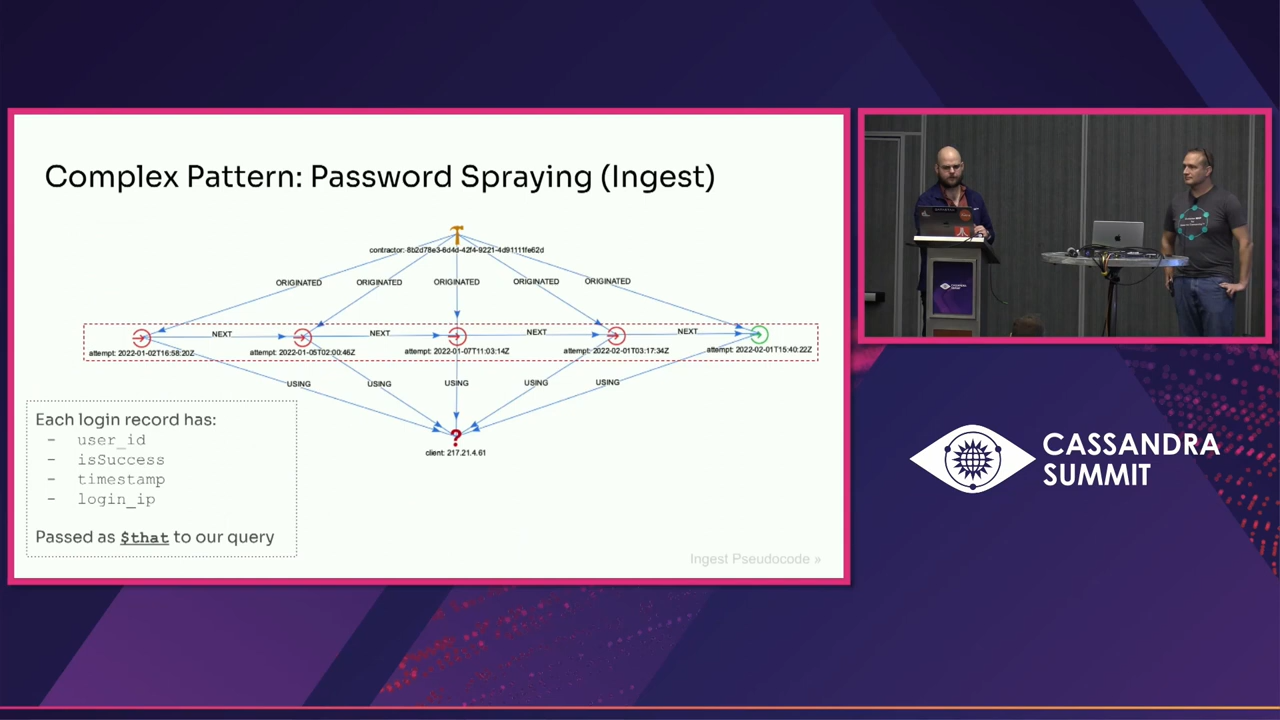 Complex Pattern: Password Spraying (Ingest)
contractor: 8b2d78e3-6d4d-42f4-9221-4d91111fe62d
ORIGINATED
ORIGINATED
ORIGINATED
ORIGINATED
ORIGINATED
NEXT
NEXT
NEXT
NEXT
attempt: 2022-01-02T16:58:20Z
attempt: 2022-01-05T02:00:46Z
attempt: 2022-01-07T11:03:14Z
attempt: 2022-02-01T03:17:34Z
attempt: 2022-02-01T15:40:22Z
USING
USING
USING
USING
USING
?
client: 217.21.4.61
Each login record has:
- user_id
- isSuccess
- timestamp
- login_ip
Passed as $that to our query
Ingest Pseudocode »
CASSANDRA
SUMMIT